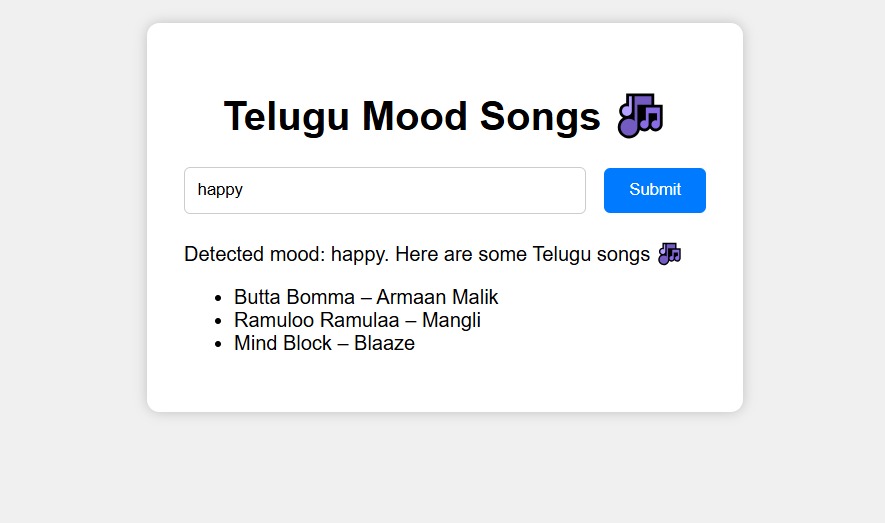 Telugu Mood Songs 🎶
happy
Submit
Detected mood: happy. Here are some Telugu songs 🎶
• Butta Bomma – Armaan Malik
• Ramuloo Ramulaa – Mangli
• Mind Block – Blaaze